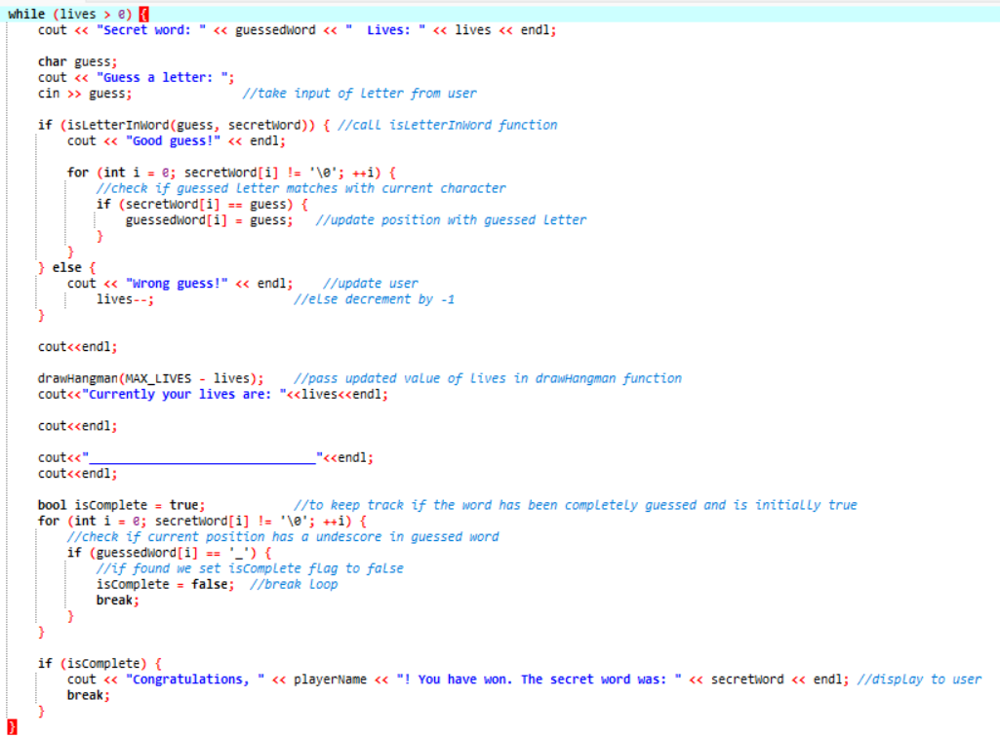 while (lives > 0) {
    cout << "Secret word: " << guessedWord << "  Lives: " << lives << endl;

    char guess;
    cout << "Guess a letter: ";
    cin >> guess;               //take input of letter from user

    if (isLetterInWord(guess, secretWord)) { //call isLetterInWord function
        cout << "Good guess!" << endl;

        for (int i = 0; secretWord[i] != '\0'; ++i) {
            //check if guessed letter matches with current character
            if (secretWord[i] == guess) {
                guessedWord[i] = guess;   //update position with guessed letter
            }
        }
    } else {
        cout << "Wrong guess!" << endl;    //update user
            lives--;                   //else decrement by -1
    }

    cout<<endl;

    drawHangman(MAX_LIVES - lives);    //pass updated value of lives in drawHangman function
    cout<<"Currently your lives are: "<<lives<<endl;

    cout<<endl;

    cout<<"______________________________"<<endl;
    cout<<endl;

    bool isComplete = true;            //to keep track if the word has been completely guessed and is initially true
    for (int i = 0; secretWord[i] != '\0'; ++i) {
        //check if current position has a undescore in guessed word
        if (guessedWord[i] == '_') {
            //if found we set isComplete flag to false
            isComplete = false;  //break loop
            break;
        }
    }

    if (isComplete) {
        cout << "Congratulations, " << playerName << "! You have won. The secret word was: " << secretWord << endl; //display to user
        break;
    }
}